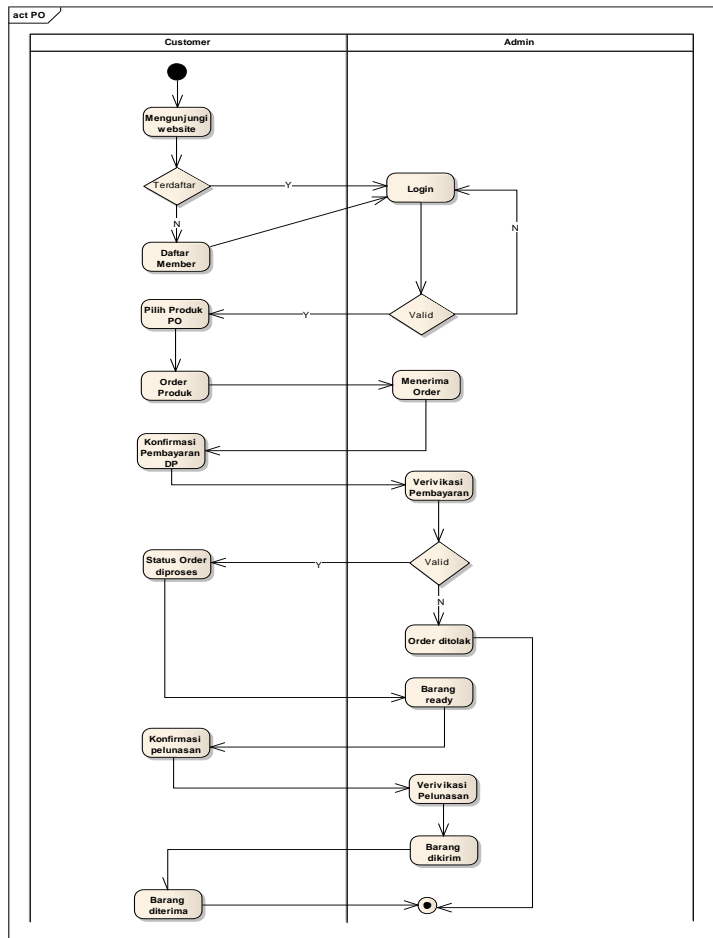 act PO
Customer
Admin
Mengunjungi
website
Terdaftar
Y
Login
N
N
Daftar
Member
Pilih Produk
PO
Y
Valid
Order
Produk
Menerima
Order
Konfirmasi
Pembayaran
DP
Verivikasi
Pembayaran
Status Order
diproses
Y
Valid
N
Order ditolak
Barang
ready
Konfirmasi
pelunasan
Verivikasi
Pelunasan
Barang
dikirim
Barang
diterima